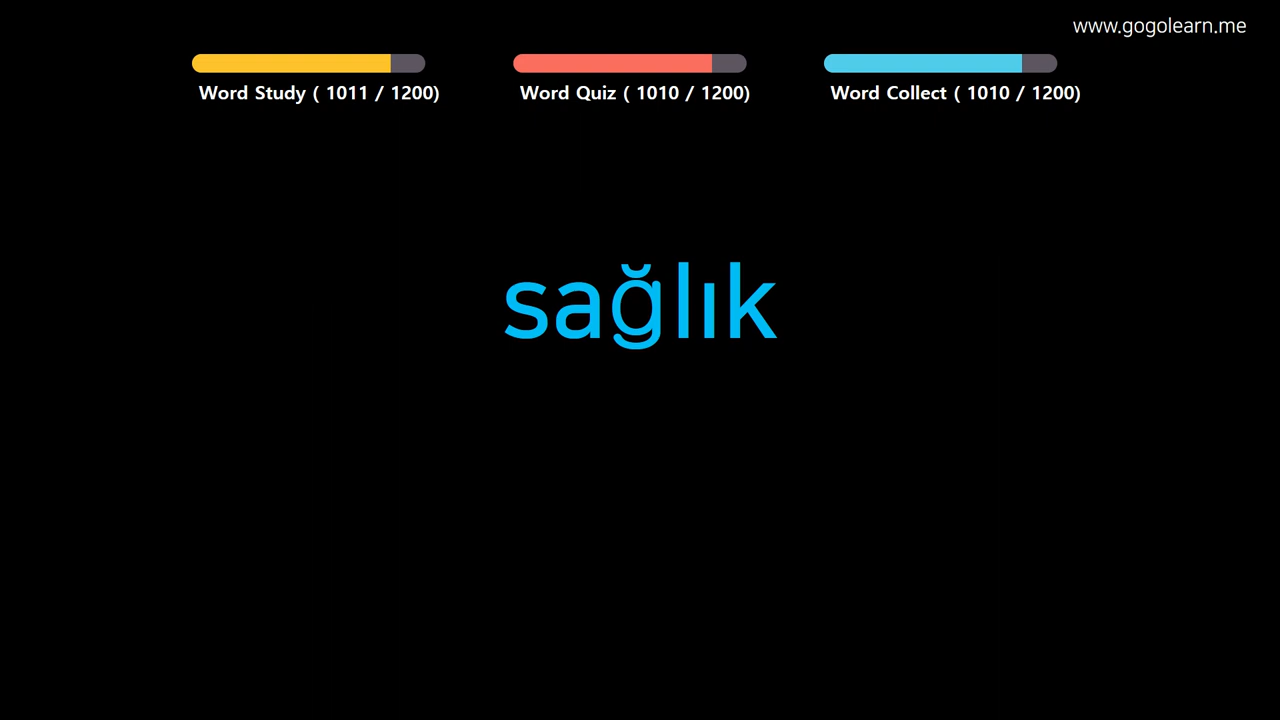 www.gogolearn.me
Word Study ( 1011 / 1200)
Word Quiz ( 1010 / 1200)
Word Collect ( 1010 / 1200)
sağlık